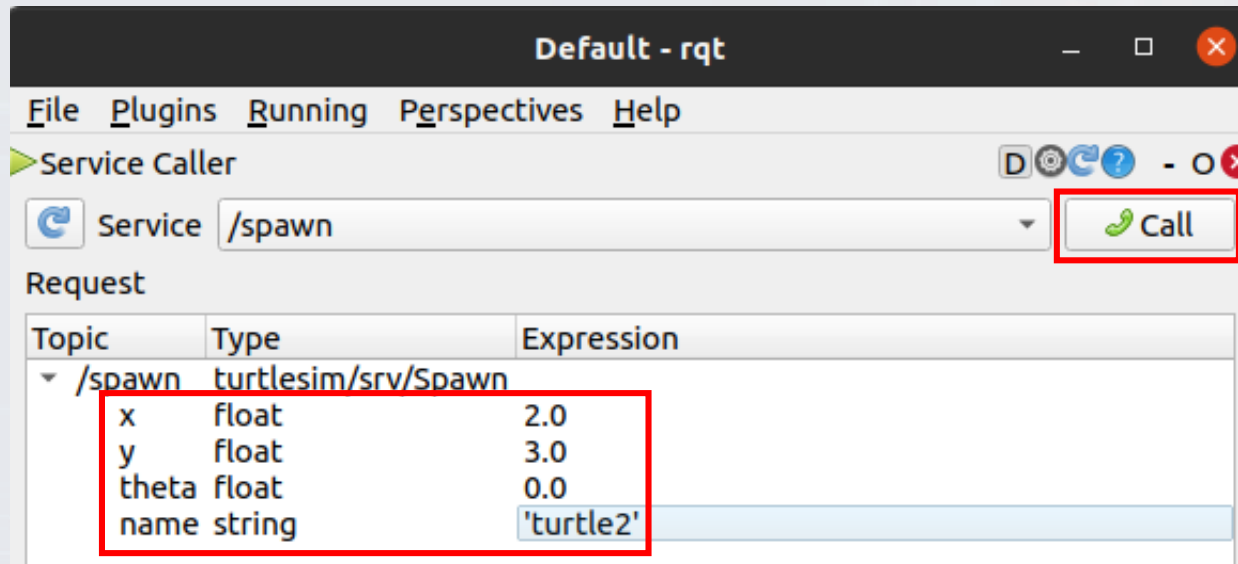 Default - rqt
File Plugins Running Perspectives Help
Service Caller D ? - O
Service /spawn Call
Request
Topic Type Expression
/spawn turtlesim/srv/Spawn
x float 2.0
y float 3.0
theta float 0.0
name string 'turtle2'